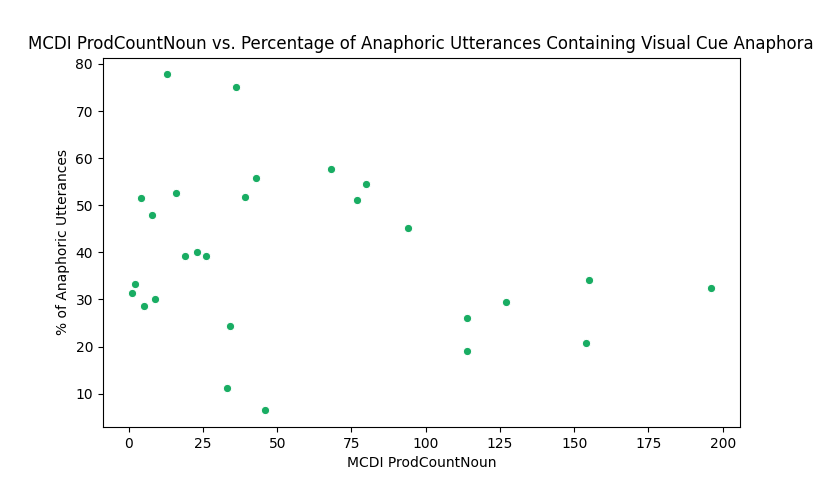 MCDI ProdCountNoun vs. Percentage of Anaphoric Utterances Containing Visual Cue Anaphora
% of Anaphoric Utterances
80
70
60
50
40
30
20
10
0 25 50 75 100 125 150 175 200
MCDI ProdCountNoun